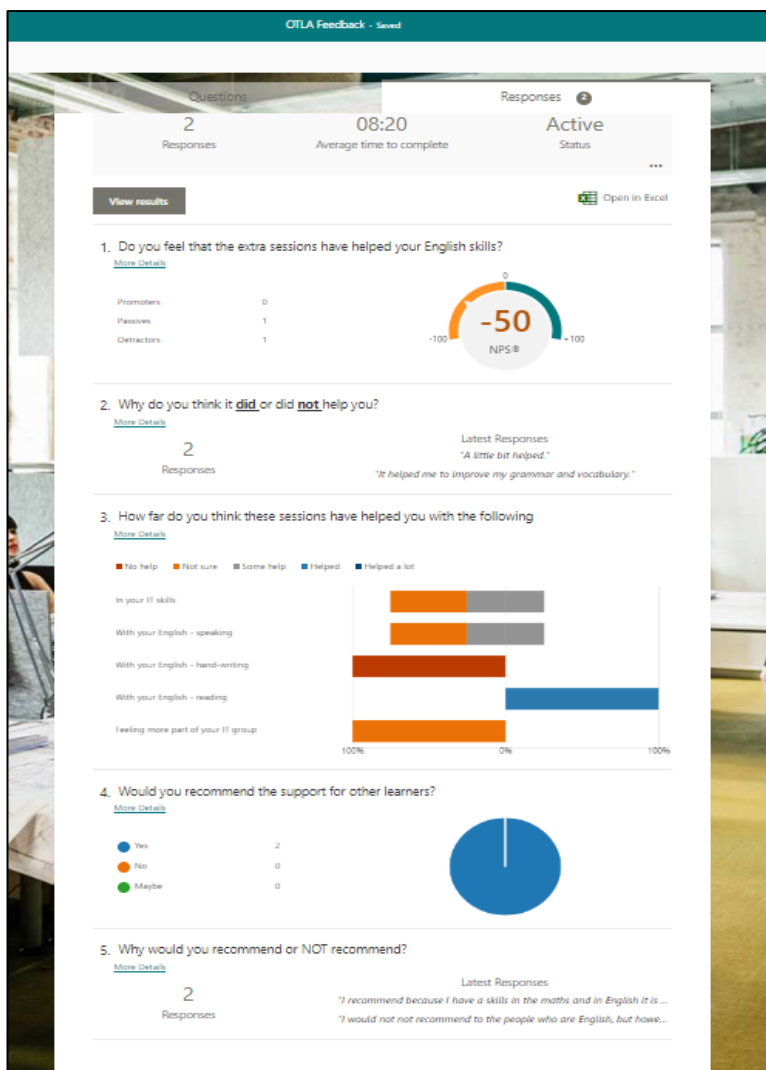 OTLA Feedback - Saved
Questions
Responses 2
2 08:20 Active
Responses Average time to complete Status
...
View results Open in Excel
1. Do you feel that the extra sessions have helped your English skills?
More Details
0
Promoters 0
Passives 1
Detractors 1
-50
-100 +100
NPS®
2. Why do you think it did or did not help you?
More Details
Latest Responses
2 "A little bit helped."
Responses "It helped me to improve my grammar and vocabulary."
3. How far do you think these sessions have helped you with the following
More Details
No help Not sure Some help Helped Helped a lot
In your IT skills
With your English - speaking
With your English - hand-writing
With your English - reading
Feeling more part of your IT group
100% 0% 100%
4. Would you recommend the support for other learners?
More Details
Yes 2
No 0
Maybe 0
5. Why would you recommend or NOT recommend?
More Details
Latest Responses
2 "I recommend because I have a skills in the maths and in English it is ...
Responses "I would not not recommend to the people who are English, but howe...